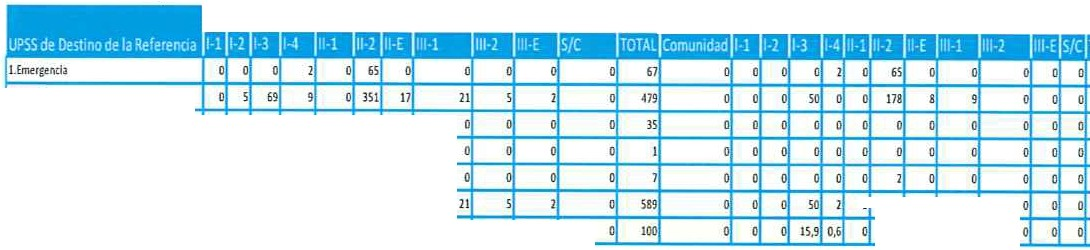 UPSS de Destino de la Referencia I-1 I-2 I-3 I-4 II-1 II-2 II-E III-1 III-2 III-E S/C TOTAL Comunidad I-1 I-2 I-3 I-4 II-1 II-2 II-E III-1 III-2 III-E S/C
1.Emergencia 0 0 0 2 0 65 0 0 0 0 0 67 0 0 0 0 2 0 65 0 0 0 0 0
0 5 69 9 0 351 17 21 5 2 0 479 0 0 0 50 0 0 178 8 9 0 0 0
0 0 0 0 35 0 0 0 0 0 0 0 0 0 0 0 0
0 0 0 0 1 0 0 0 0 0 0 0 0 0 0 0 0
0 0 0 0 7 0 0 0 0 0 0 2 0 0 0 0 0
21 5 2 0 589 0 0 0 50 2 0 0 0
0 100 0 0 0 15,9 0,6 0 0 0 0